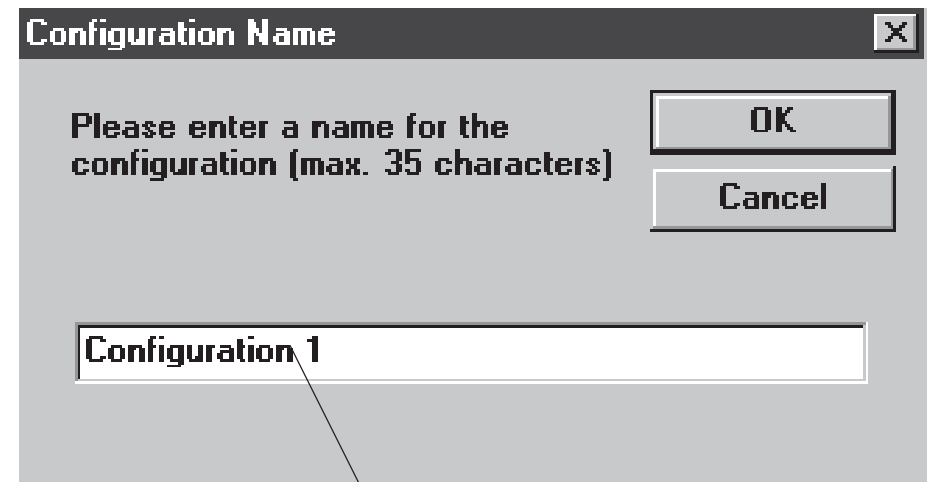 Configuration Name
Please enter a name for the
configuration (max. 35 characters)
OK
Cancel
Configuration 1